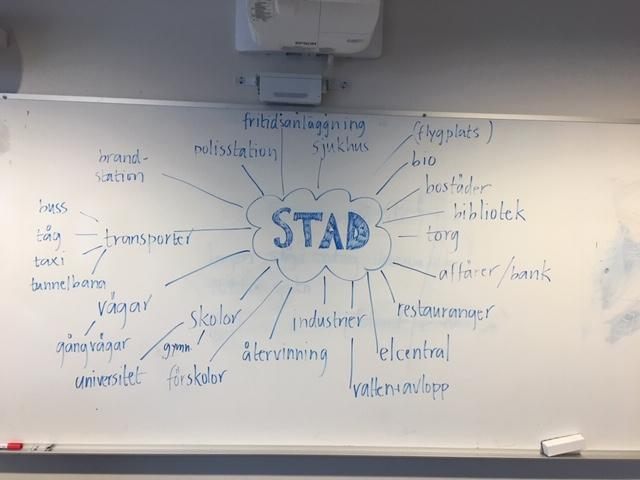 fritidsanläggning
(flygplats)
polisstation
sjukhus
bio
brand-
station
bostäder
buss
bibliotek
STAD
tåg
transporter
torg
taxi
affärer/bank
tunnelbana
vägar
restauranger
skolor
industrier
gångvägar
gymn.
återvinning
elcentral
universitet
förskolor
vatten+avlopp